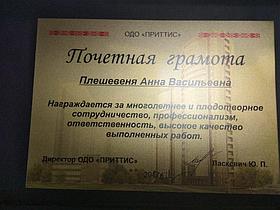 ОДО «ПРИТТИС»
Почетная грамота
Плешевеня Анна Васильевна
Награждается за многолетнее и плодотворное
сотрудничество, профессионализм,
ответственность, высокое качество
выполненных работ.
Директор ОДО «ПРИТТИС» Ласкович Ю. П.